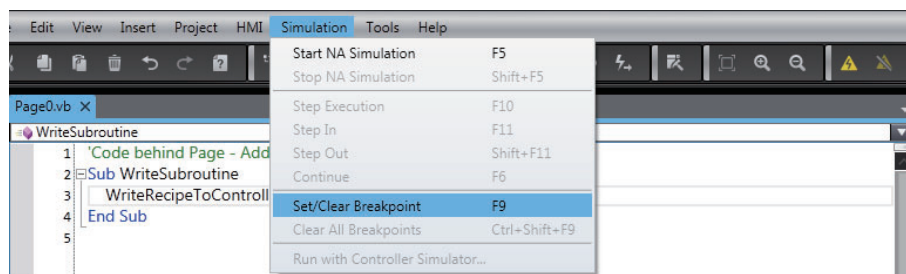 Edit View Insert Project HMI Simulation Tools Help
Start NA Simulation F5
Stop NA Simulation Shift+F5
Step Execution F10
Step In F11
Step Out Shift+F11
Continue F6
Set/Clear Breakpoint F9
Clear All Breakpoints Ctrl+Shift+F9
Run with Controller Simulator...
Page0.vb
WriteSubroutine
1 'Code behind Page - Add
2 Sub WriteSubroutine
3 WriteRecipeToControll
4 End Sub
5